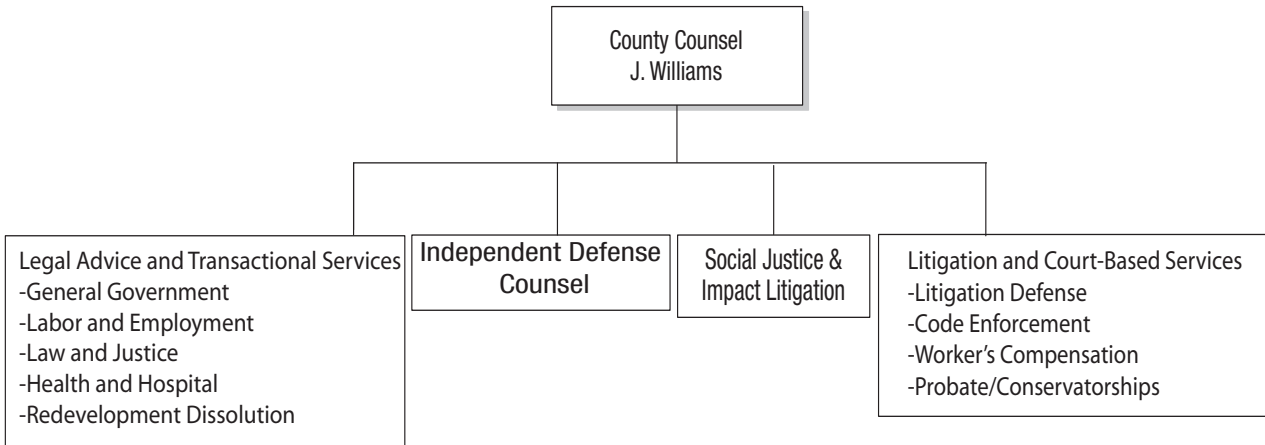 County Counsel
J. Williams
Legal Advice and Transactional Services
-General Government
-Labor and Employment
-Law and Justice
-Health and Hospital
-Redevelopment Dissolution
Independent Defense
Counsel
Social Justice &
Impact Litigation
Litigation and Court-Based Services
-Litigation Defense
-Code Enforcement
-Worker’s Compensation
-Probate/Conservatorships